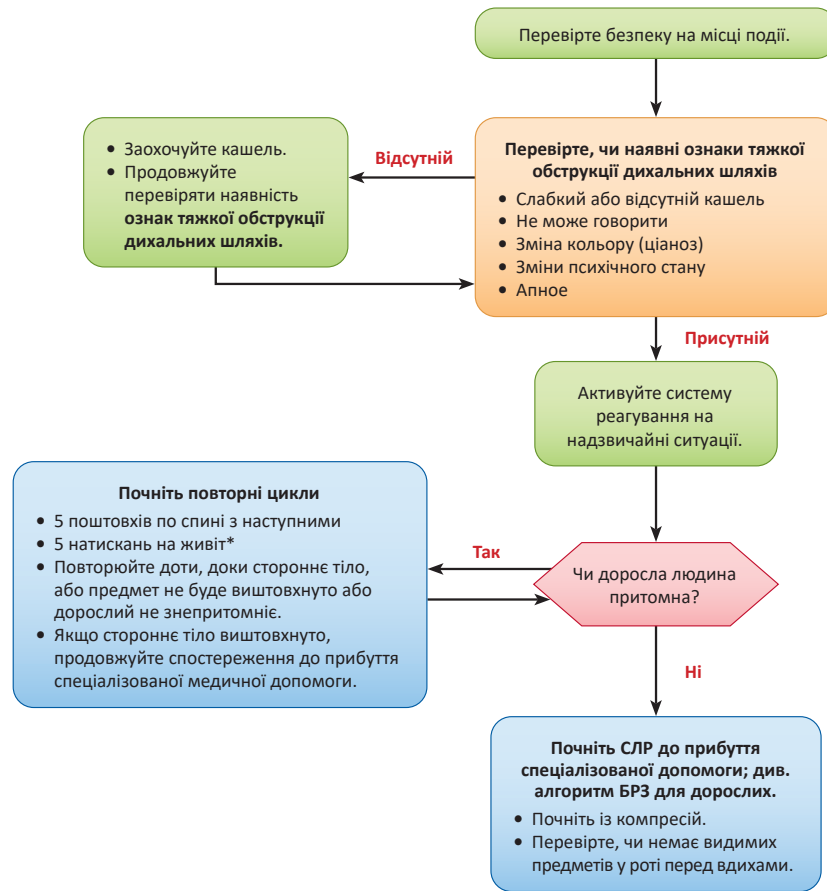 Перевірте безпеку на місці події.
• Заохочуйте кашель.
• Продовжуйте
перевіряти наявність
ознак тяжкої обструкції
дихальних шляхів.
Відсутній
Перевірте, чи наявні ознаки тяжкої
обструкції дихальних шляхів
• Слабкий або відсутній кашель
• Не може говорити
• Зміна кольору (ціаноз)
• Зміни психічного стану
• Апное
Присутній
Активуйте систему
реагування на
надзвичайні ситуації.
Почніть повторні цикли
• 5 поштовхів по спині з наступними
• 5 натискань на живіт*
• Повторюйте доти, доки стороннє тіло,
або предмет не буде виштовхнуто або
дорослий не знепритомніє.
• Якщо стороннє тіло виштовхнуто,
продовжуйте спостереження до прибуття
спеціалізованої медичної допомоги.
Так
Чи доросла людина
притомна?
Ні
Почніть СЛР до прибуття
спеціалізованої допомоги; див.
алгоритм БРЗ для дорослих.
• Почніть із компресій.
• Перевірте, чи немає видимих
предметів у роті перед вдихами.